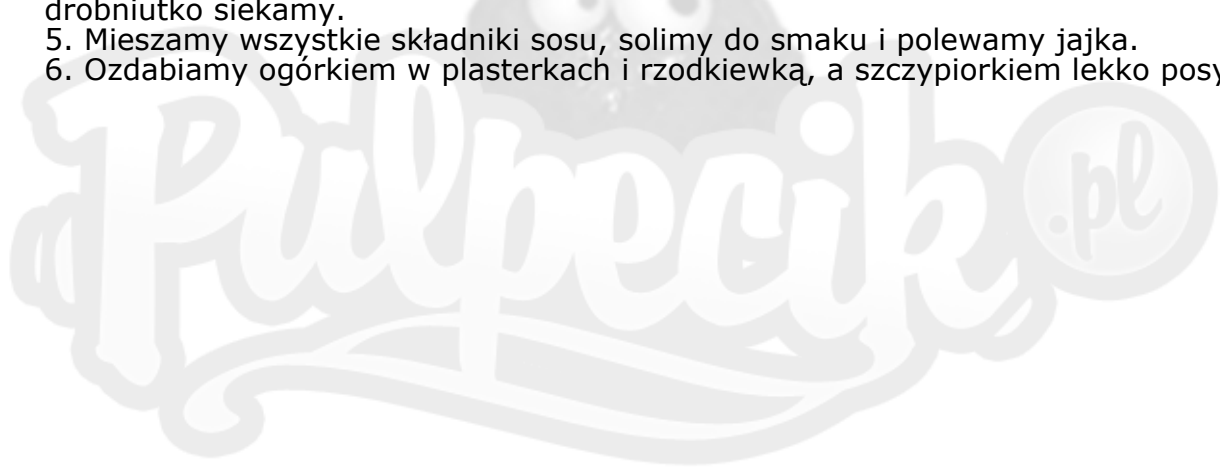 drobniutko siekamy.
5. Mieszamy wszystkie składniki sosu, solimy do smaku i polewamy jajka.
6. Ozdabiamy ogórkiem w plasterkach i rzodkiewką, a szczypiorkiem lekko
Pulpecik.pl